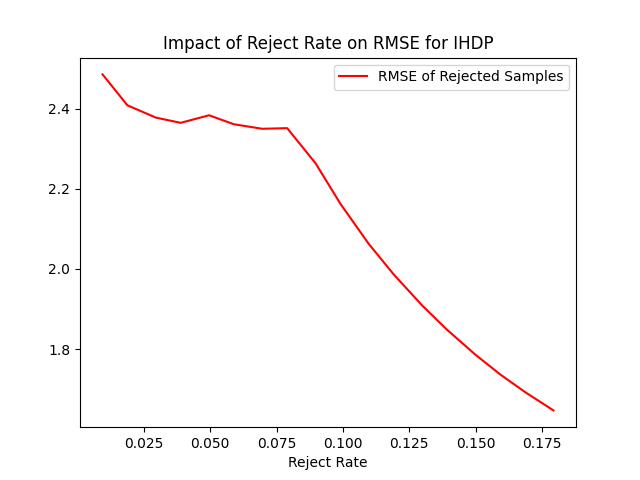 Impact of Reject Rate on RMSE for IHDP
RMSE of Rejected Samples
2.4
2.2
2.0
1.8
0.025 0.050 0.075 0.100 0.125 0.150 0.175
Reject Rate